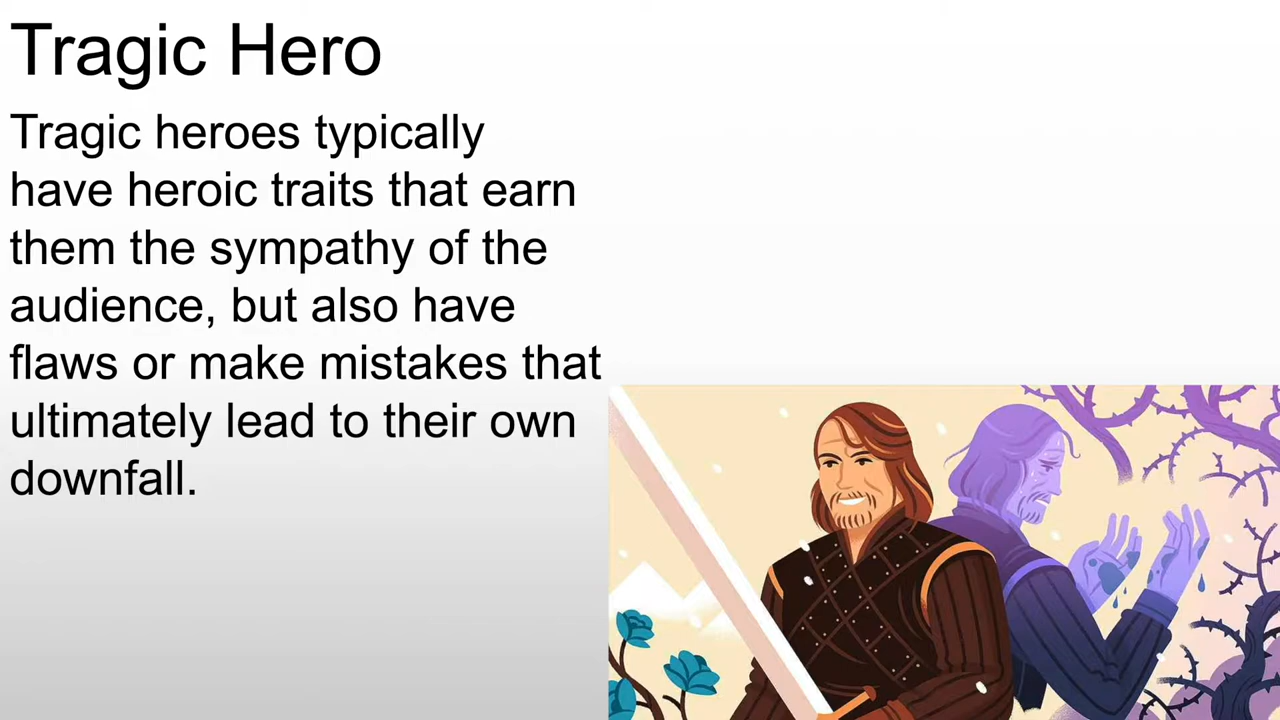 Tragic Hero
Tragic heroes typically
have heroic traits that earn
them the sympathy of the
audience, but also have
flaws or make mistakes that
ultimately lead to their own
downfall.